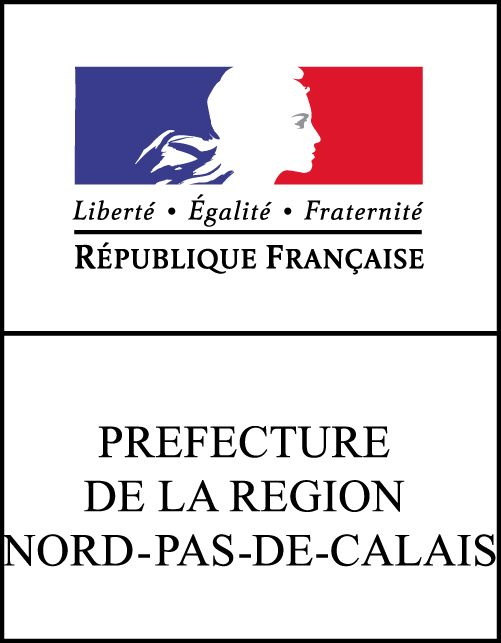 Liberté • Égalité • Fraternité
RÉPUBLIQUE FRANÇAISE
PREFECTURE
DE LA REGION
NORD-PAS-DE-CALAIS